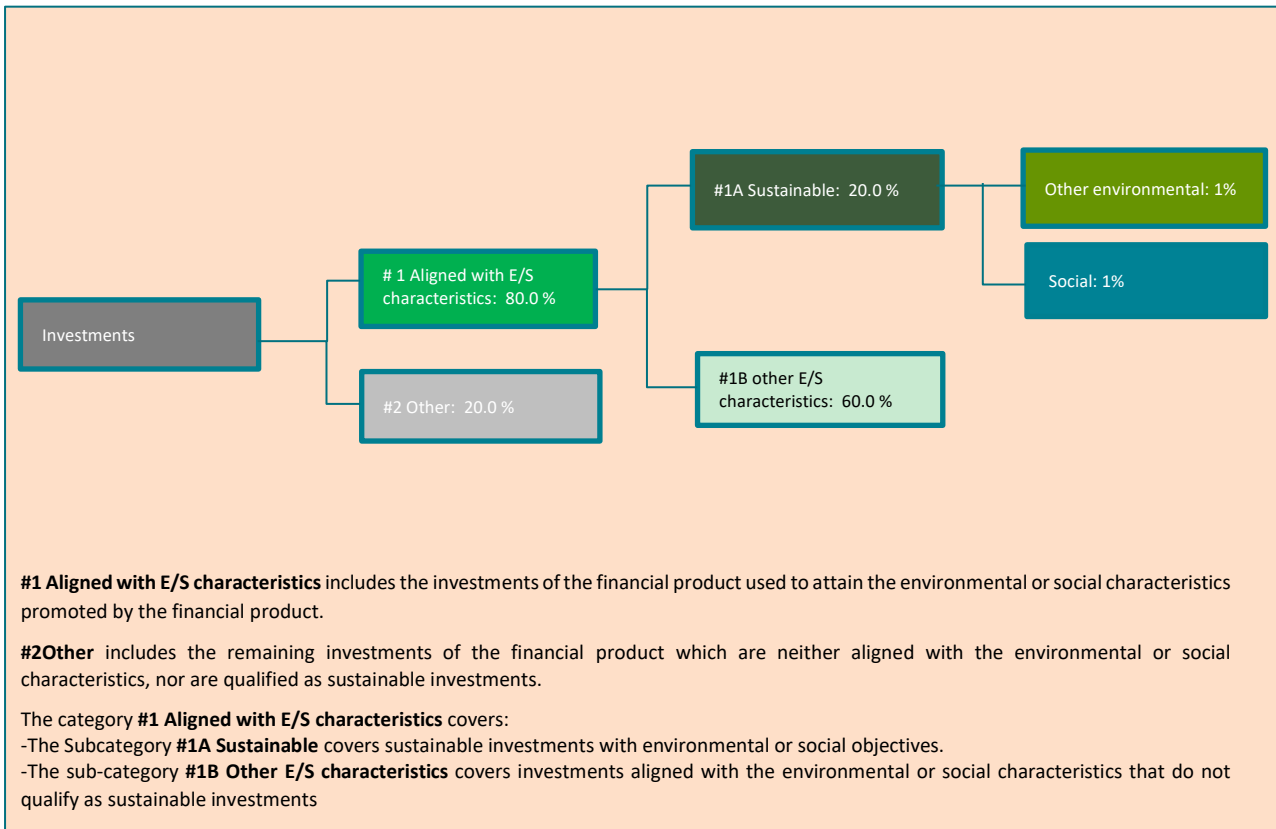 #1A Sustainable: 20.0 %
Other environmental: 1%
# 1 Aligned with E/S
characteristics: 80.0 %
Social: 1%
Investments
#1B other E/S
characteristics: 60.0 %
#2 Other: 20.0 %
#1 Aligned with E/S characteristics includes the investments of the financial product used to attain the environmental or social characteristics
promoted by the financial product.
#2Other includes the remaining investments of the financial product which are neither aligned with the environmental or social
characteristics, nor are qualified as sustainable investments.
The category #1 Aligned with E/S characteristics covers:
-The Subcategory #1A Sustainable covers sustainable investments with environmental or social objectives.
-The sub-category #1B Other E/S characteristics covers investments aligned with the environmental or social characteristics that do not
qualify as sustainable investments